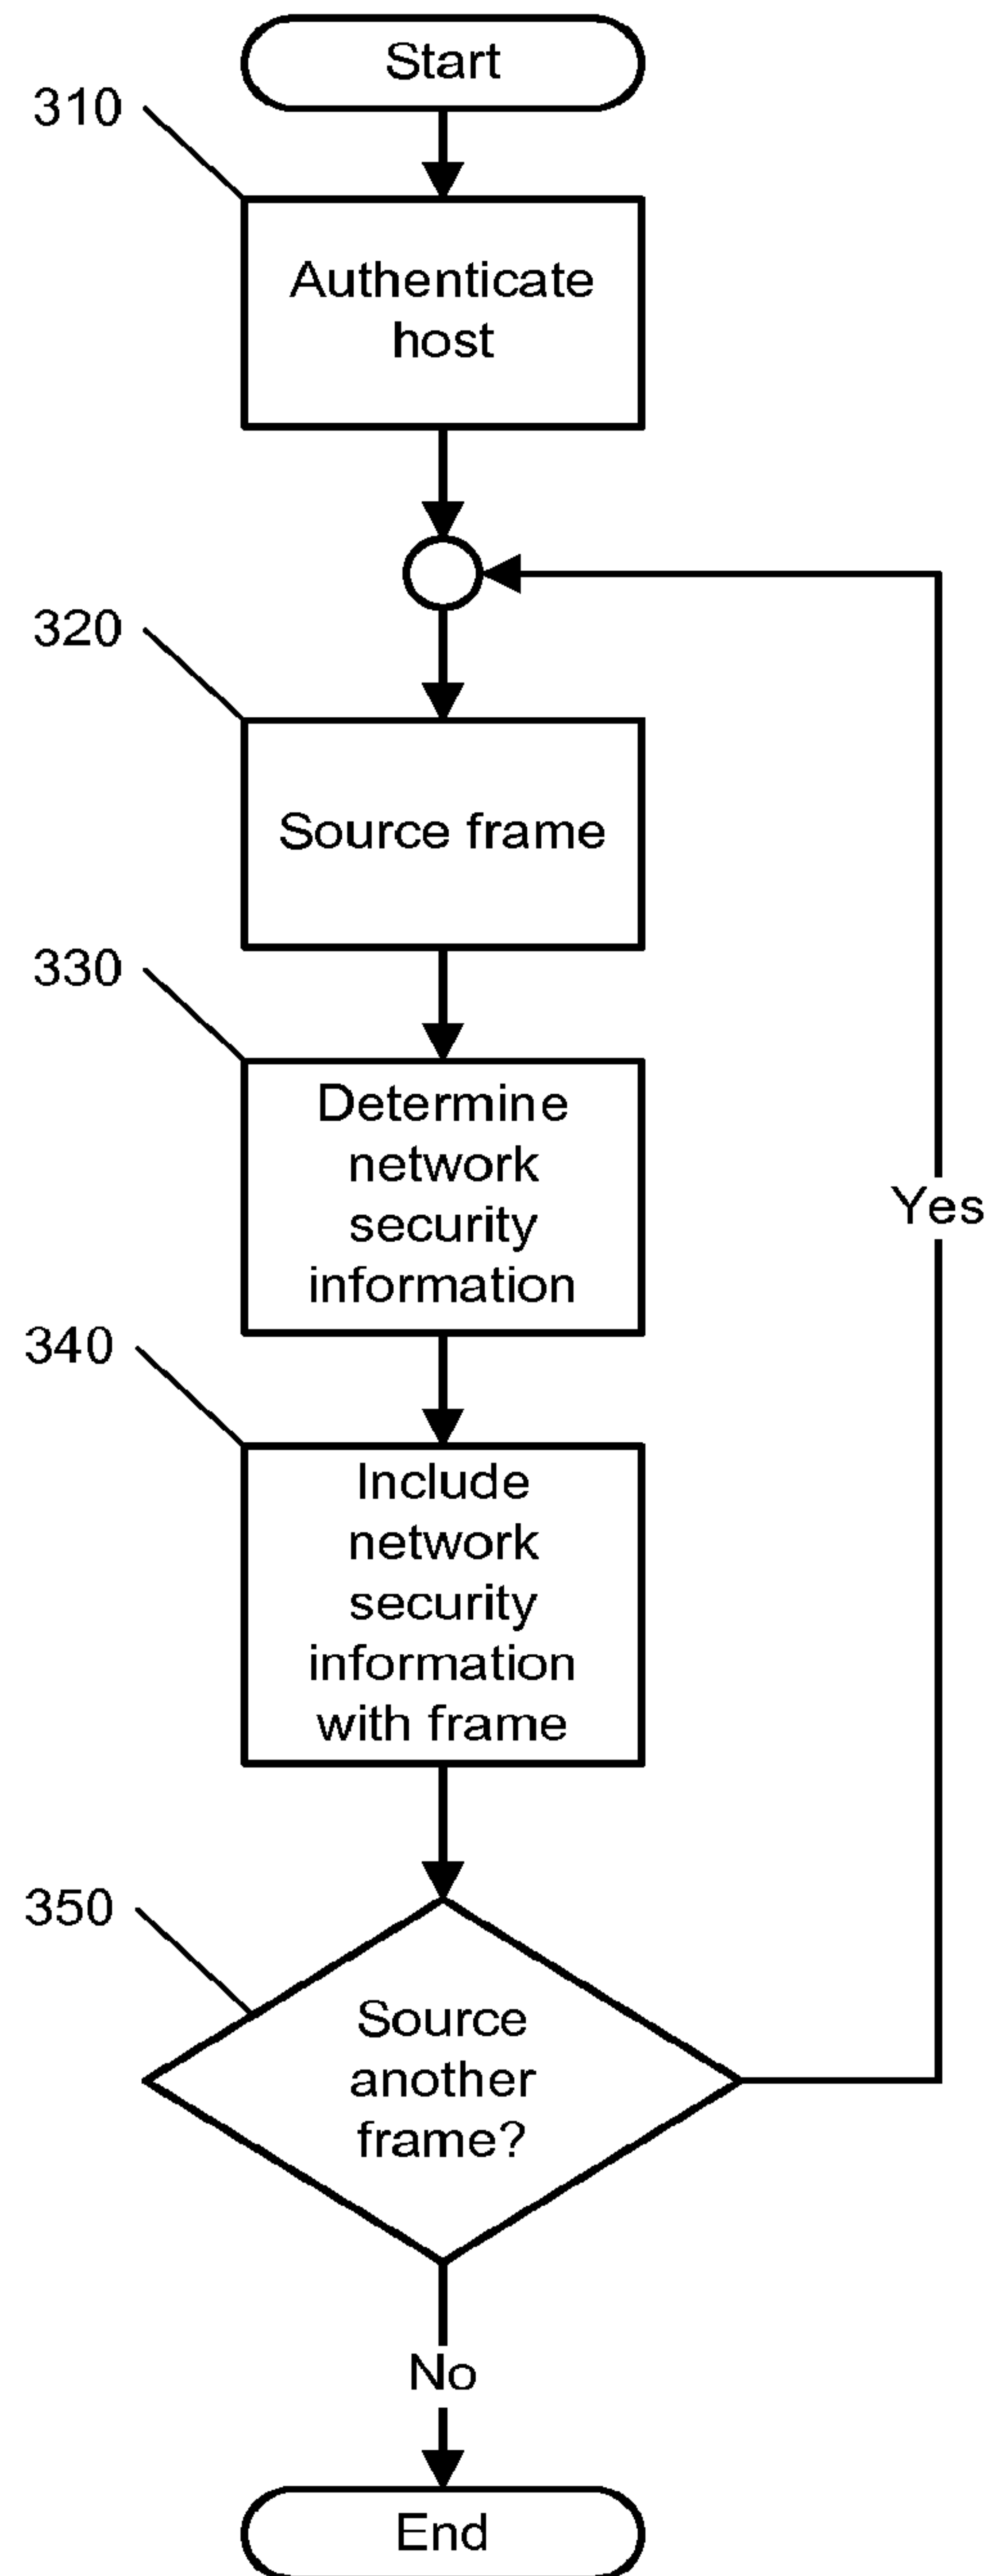 Start
310
Authenticate
host
320
Source frame
330
Determine
network
security
information
Yes
340
Include
network
security
information
with frame
350
Source
another
frame?
No
End